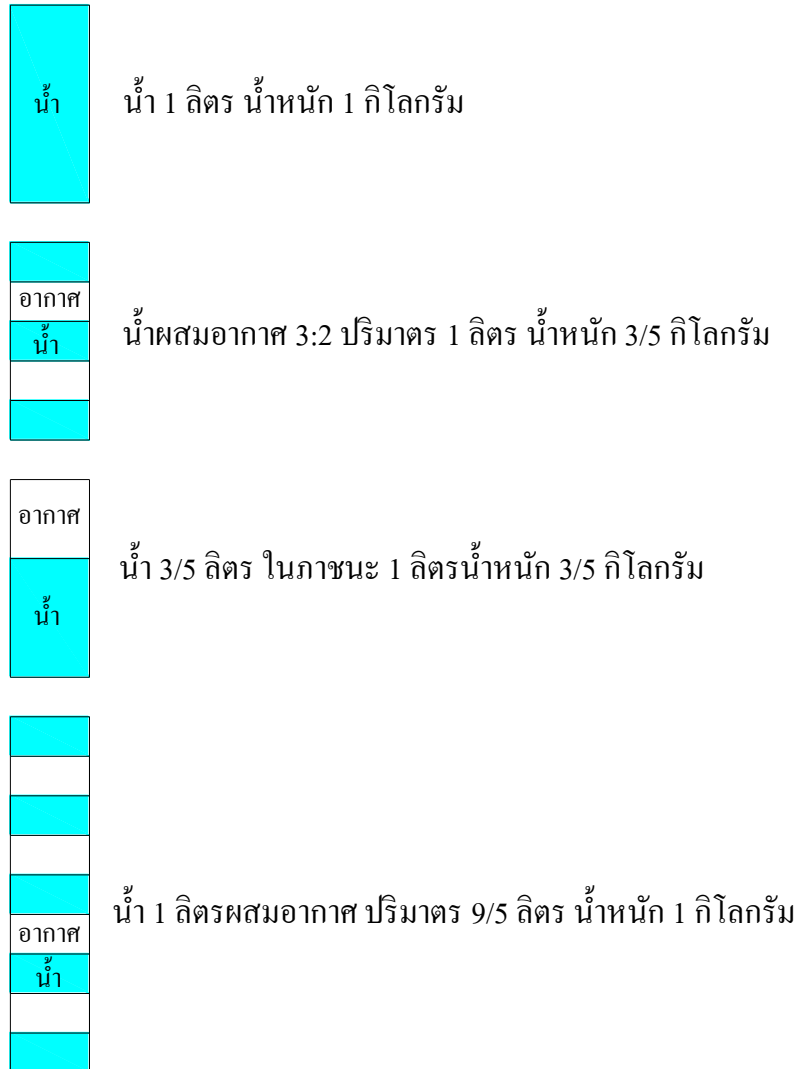 น้ำ น้ำ 1 ลิตร น้ำหนัก 1 กิโลกรัม
อากาศ
น้ำ น้ำผสมอากาศ 3:2 ปริมาตร 1 ลิตร น้ำหนัก 3/5 กิโลกรัม
อากาศ
น้ำ 3/5 ลิตร ในภาชนะ 1 ลิตรน้ำหนัก 3/5 กิโลกรัม
น้ำ
น้ำ 1 ลิตรผสมอากาศ ปริมาตร 9/5 ลิตร น้ำหนัก 1 กิโลกรัม
อากาศ
น้ำ